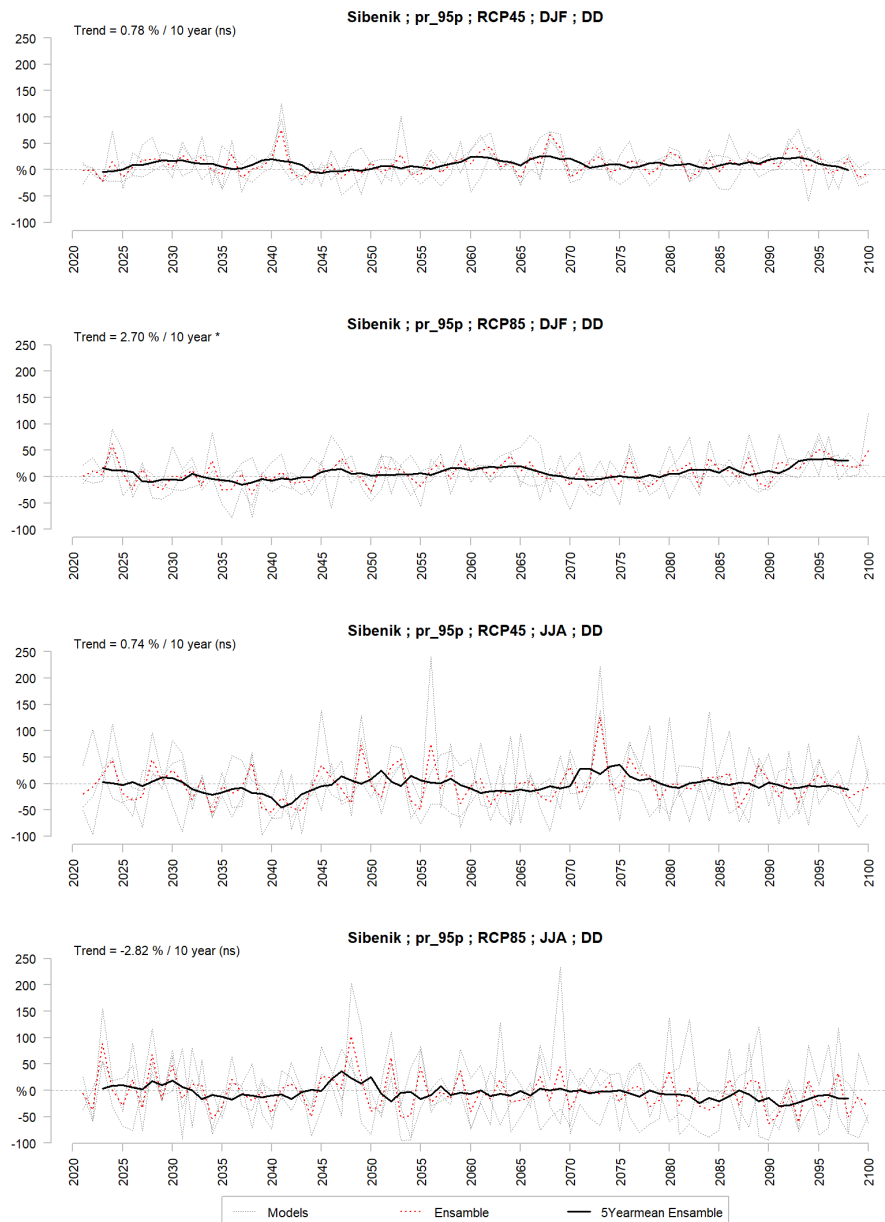 Sibenik ; pr_95p ; RCP45 ; DJF ; DD
Trend = 0.78 % / 10 year (ns)
250
200
150
100
50
% 0
-50
-100
2020 2025 2030 2035 2040 2045 2050 2055 2060 2065 2070 2075 2080 2085 2090 2095 2100
Sibenik ; pr_95p ; RCP85 ; DJF ; DD
Trend = 2.70 % / 10 year *
250
200
150
100
50
% 0
-50
-100
2020 2025 2030 2035 2040 2045 2050 2055 2060 2065 2070 2075 2080 2085 2090 2095 2100
Sibenik ; pr_95p ; RCP45 ; JJA ; DD
Trend = 0.74 % / 10 year (ns)
250
200
150
100
50
% 0
-50
-100
2020 2025 2030 2035 2040 2045 2050 2055 2060 2065 2070 2075 2080 2085 2090 2095 2100
Sibenik ; pr_95p ; RCP85 ; JJA ; DD
Trend = -2.82 % / 10 year (ns)
250
200
150
100
50
% 0
-50
-100
2020 2025 2030 2035 2040 2045 2050 2055 2060 2065 2070 2075 2080 2085 2090 2095 2100
Models Ensemble 5Yearmean Ensemble